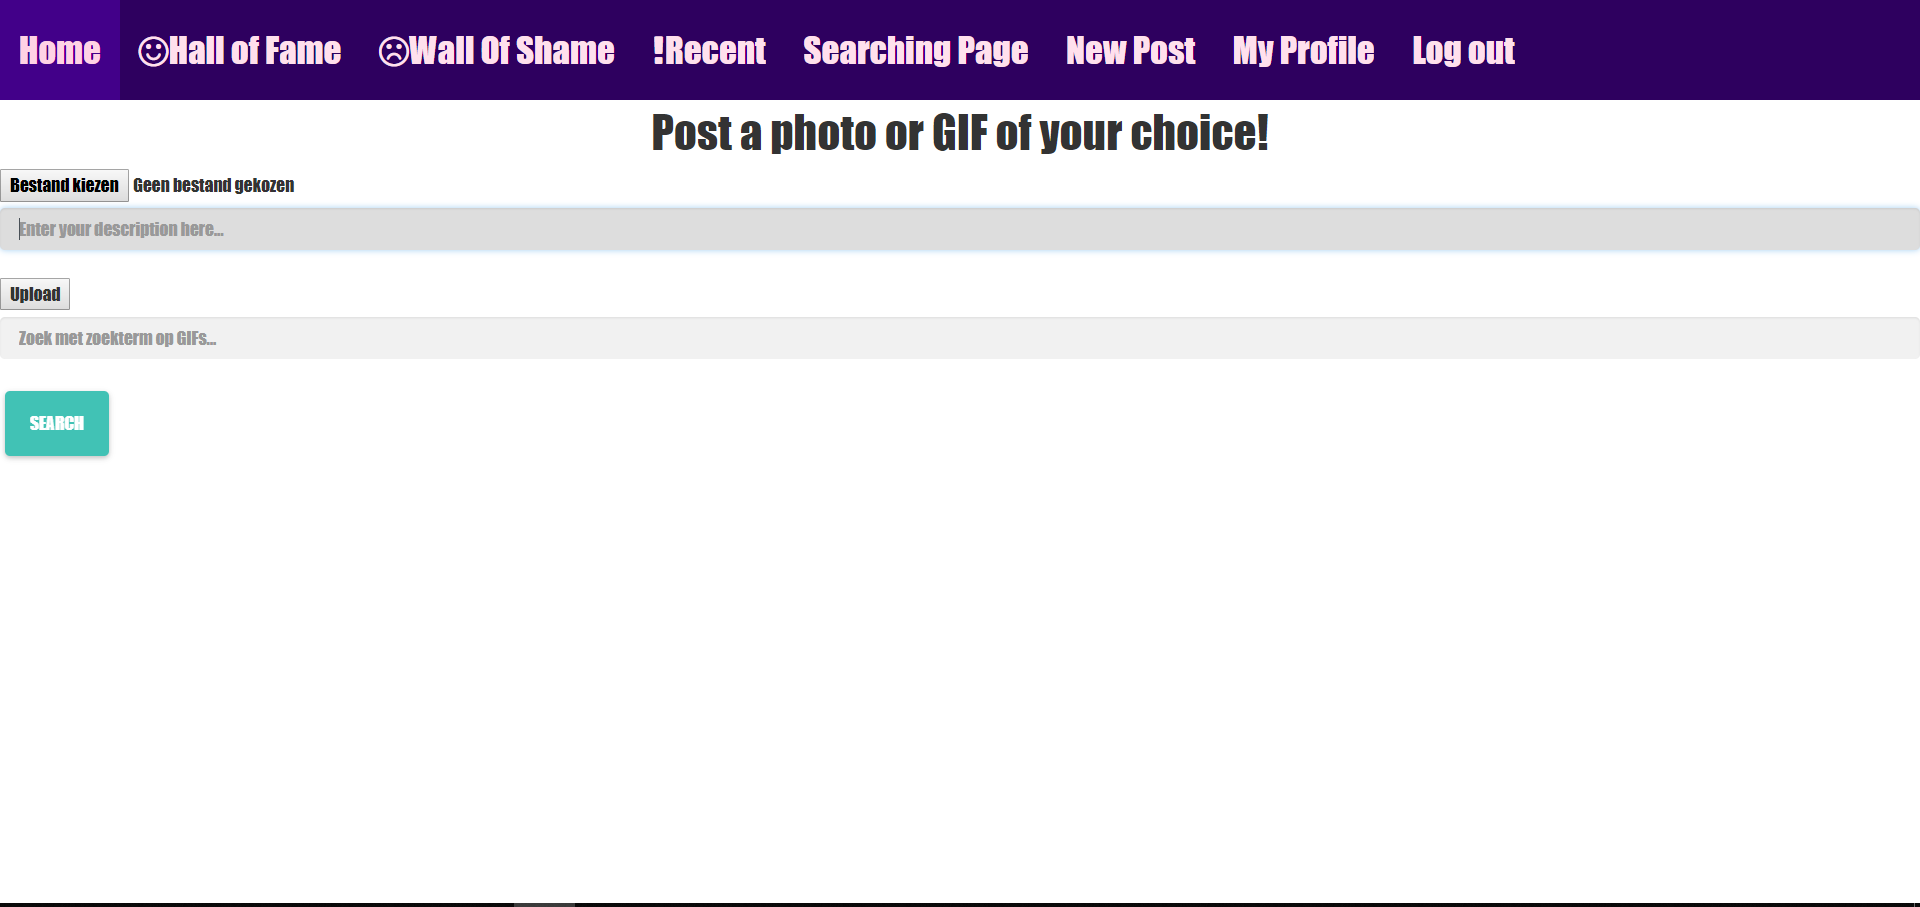 Home ☺Hall of Fame ☹Wall Of Shame !Recent Searching Page New Post My Profile Log out
Post a photo or GIF of your choice!
Bestand kiezen Geen bestand gekozen
Enter your description here...
Upload
Zoek met zoekterm op GIFs...
SEARCH